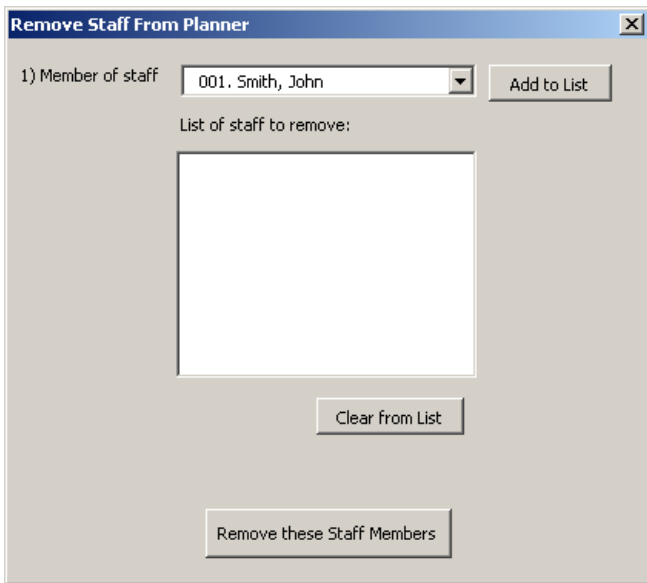 Remove Staff From Planner
1) Member of staff 001. Smith, John Add to List
List of staff to remove:
Clear from List
Remove these Staff Members